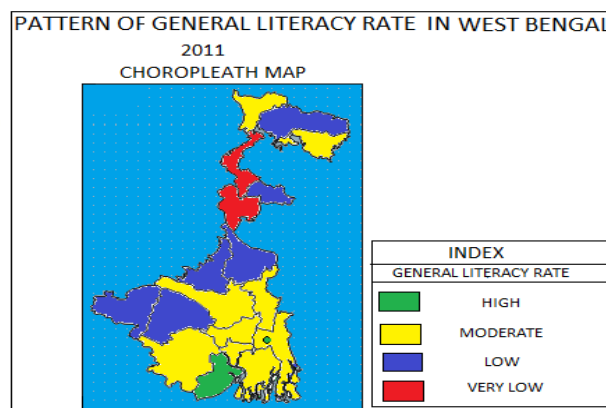 PATTERN OF GENERAL LITERACY RATE IN WEST BENGAL
2011
CHOROPLEATH MAP
INDEX
GENERAL LITERACY RATE
HIGH
MODERATE
LOW
VERY LOW